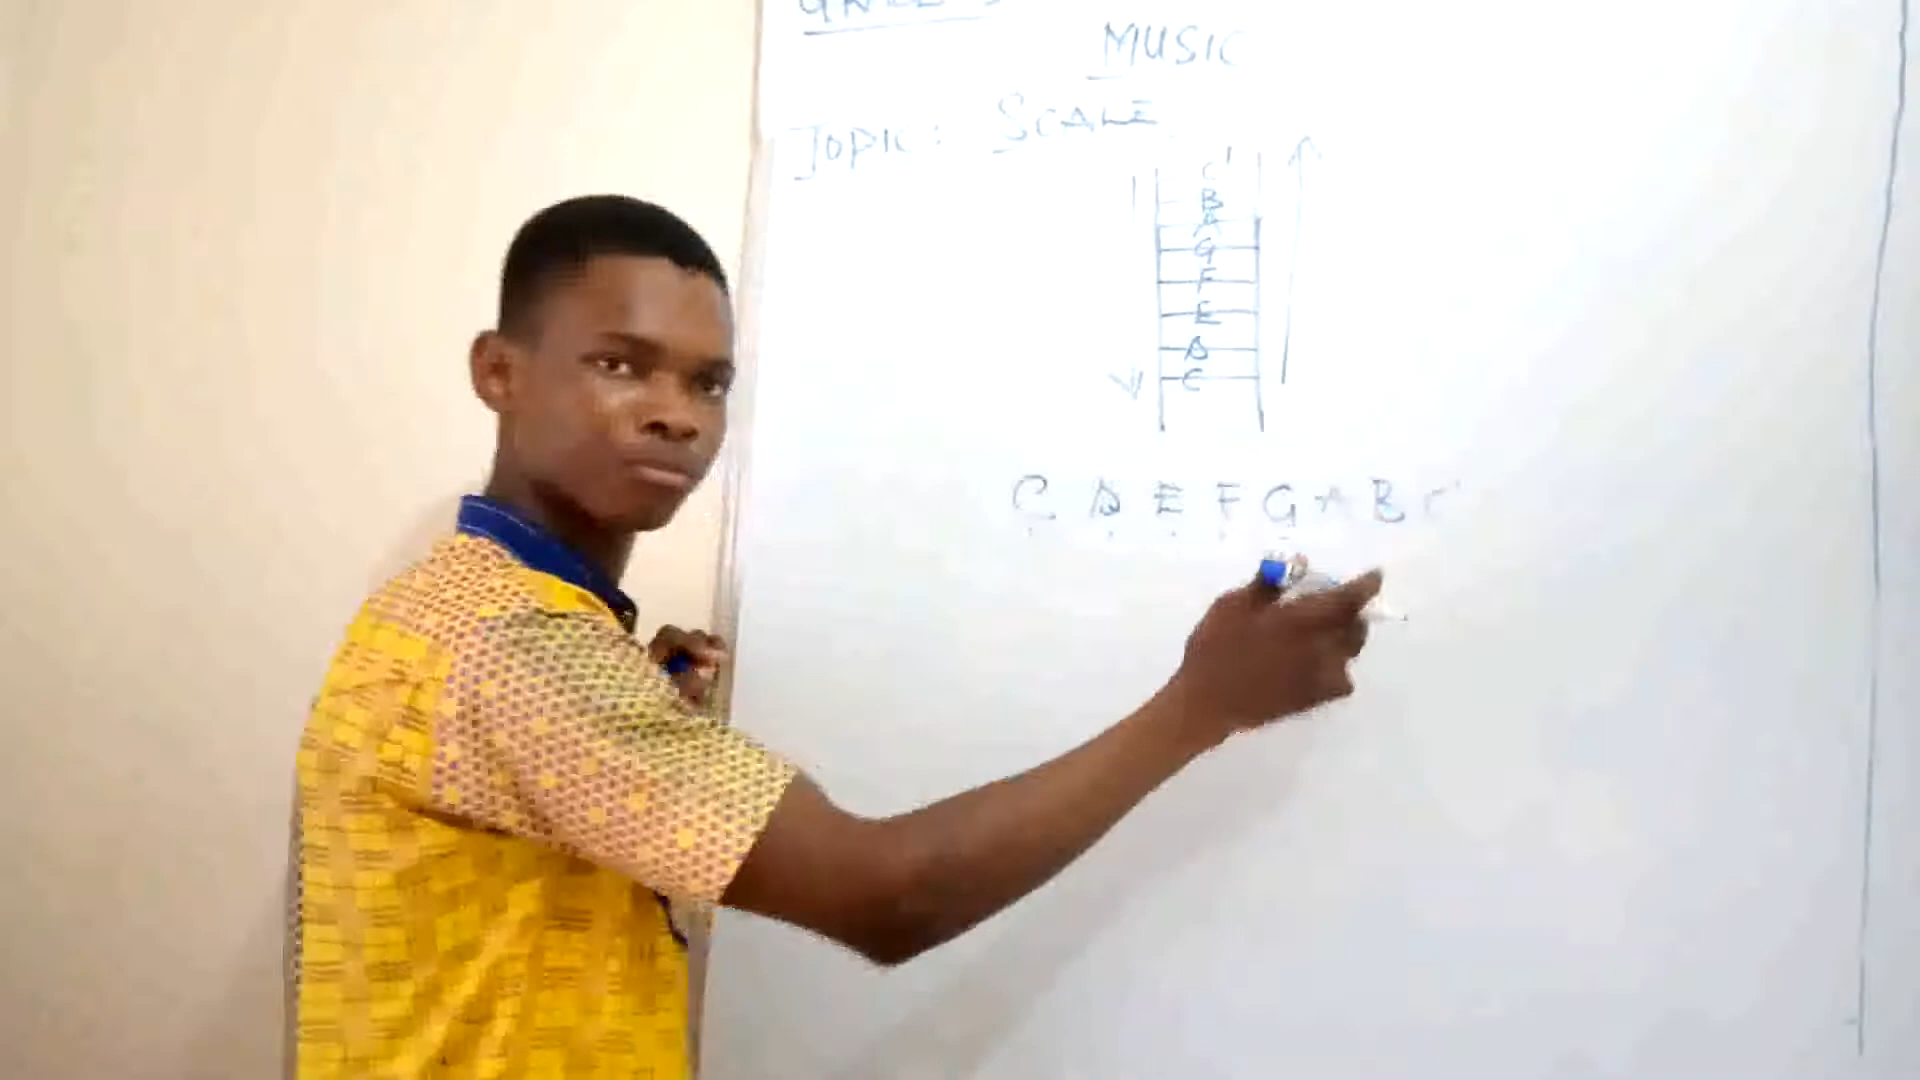 MUSIC
TOPIC: SCALE
C'
B
A
G
F
E
D
C
C D E F G A B C'